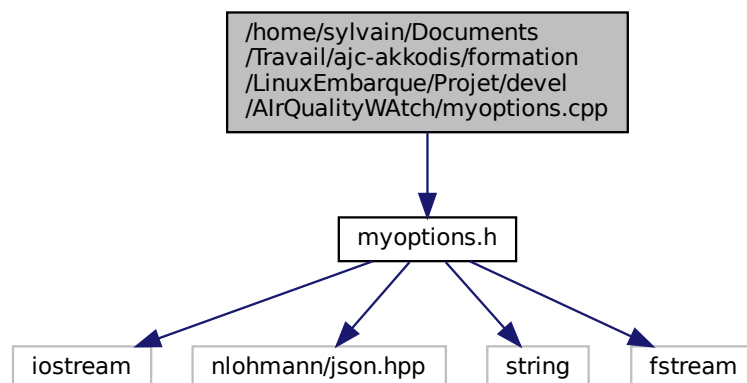 /home/sylvain/Documents
/Travail/ajc-akkodis/formation
/LinuxEmbarque/Projet/devel
/AIrQualityWAtch/myoptions.cpp
myoptions.h
iostream
nlohmann/json.hpp
string
fstream